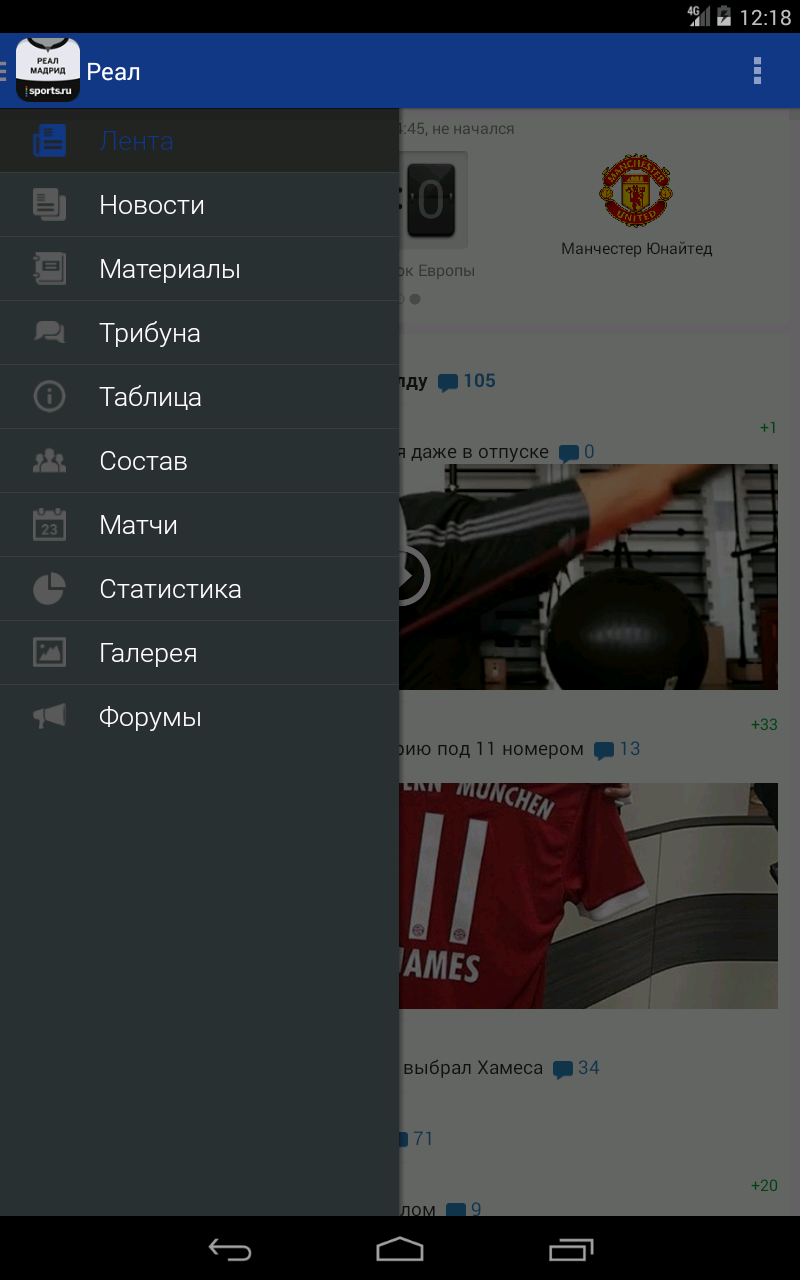 4G 12:18
РЕАЛ
МАДРИД
sports.ru
Реал
Лента
Новости
Материалы
Трибуна
Таблица
Состав
Матчи
23
Статистика
Галерея
Форумы
:45, не начался
0
MANCHESTER
UNITED
Манчестер Юнайтед
ок Европы
лду 105
+1
я даже в отпуске 0
+33
рию под 11 номером 13
ERN MÜNCHEN
11
JAMES
выбрал Хамеса 34
71
+20
лом 9